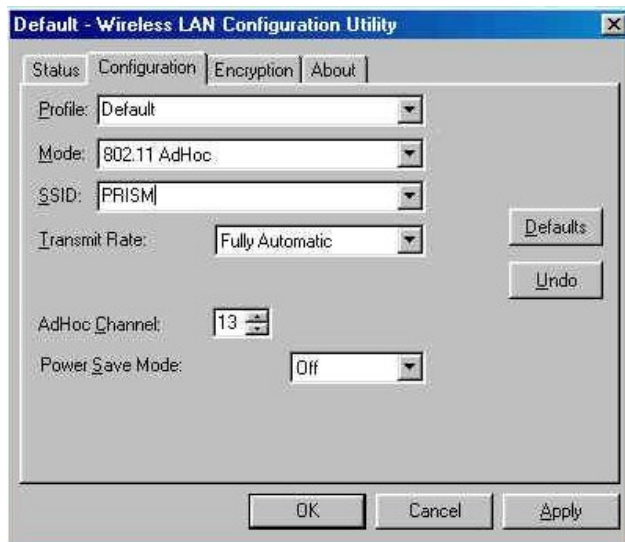 Default - Wireless LAN Configuration Utility
Status Configuration Encryption About
Profile: Default
Mode: 802.11 AdHoc
SSID: PRISM
Transmit Rate: Fully Automatic
Defaults
Undo
AdHoc Channel: 13
Power Save Mode: Off
OK Cancel Apply